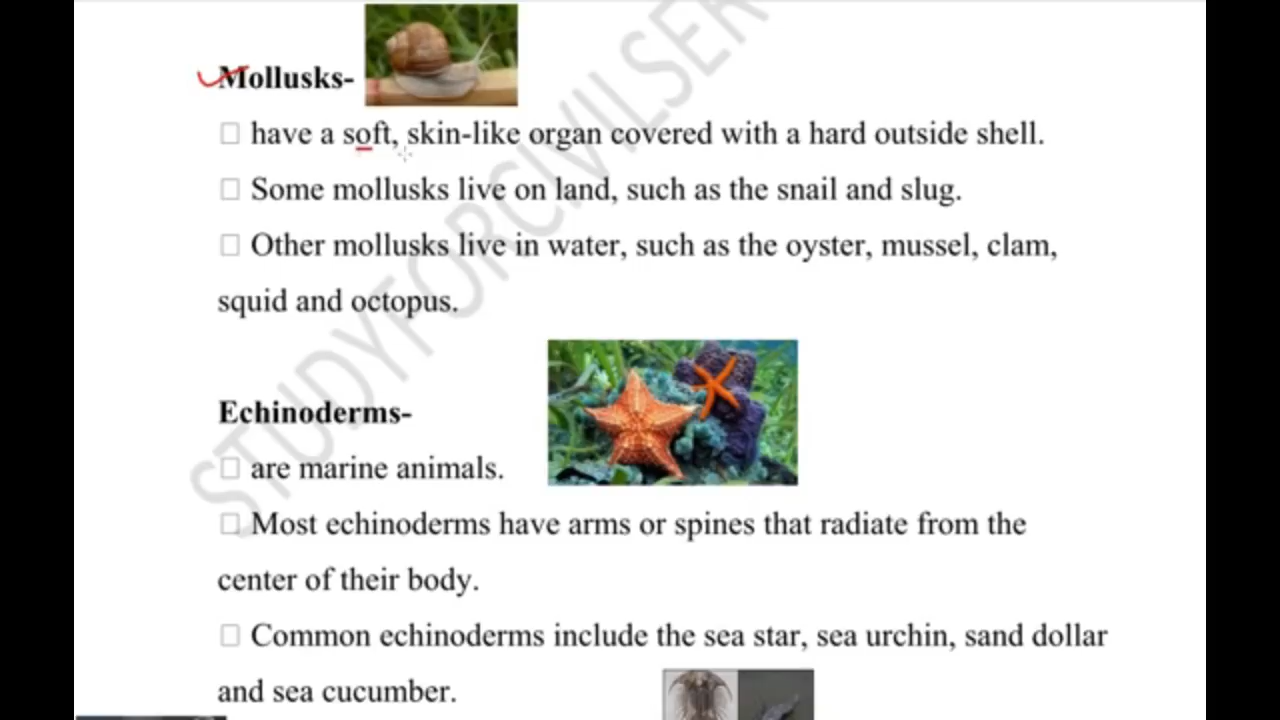 Mollusks-
have a soft, skin-like organ covered with a hard outside shell.
Some mollusks live on land, such as the snail and slug.
Other mollusks live in water, such as the oyster, mussel, clam,
squid and octopus.
Echinoderms-
are marine animals.
Most echinoderms have arms or spines that radiate from the
center of their body.
Common echinoderms include the sea star, sea urchin, sand dollar
and sea cucumber.
STUDYFORCIVILSER